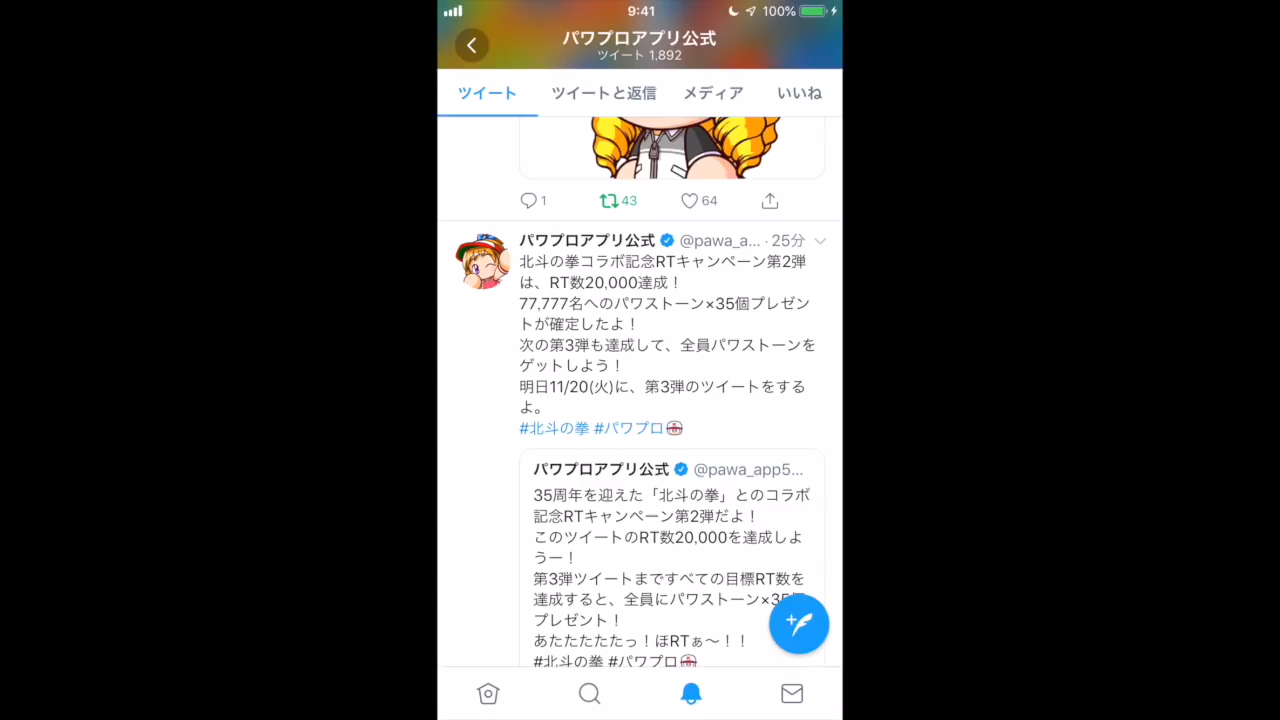 9:41
100%
パワプロアプリ公式
ツイート 1,892
ツイート ツイートと返信 メディア いいね
1 43 64
パワプロアプリ公式 @pawa_a... · 25分
北斗の拳コラボ記念RTキャンペーン第2弾
は、RT数20,000達成！
77,777名へのパワストーン×35個プレゼン
トが確定したよ！
次の第3弾も達成して、全員パワストーンを
ゲットしよう！
明日11/20(火)に、第3弾のツイートをする
よ。
#北斗の拳 #パワプロ
パワプロアプリ公式 @pawa_app5...
35周年を迎えた「北斗の拳」とのコラボ
記念RTキャンペーン第2弾だよ！
このツイートのRT数20,000を達成しよ
うー！
第3弾ツイートまですべての目標RT数を
達成すると、全員にパワストーン×35個
プレゼント！
あたたたたたっ！ほRTぁ〜！！
#北斗の拳 #パワプロ